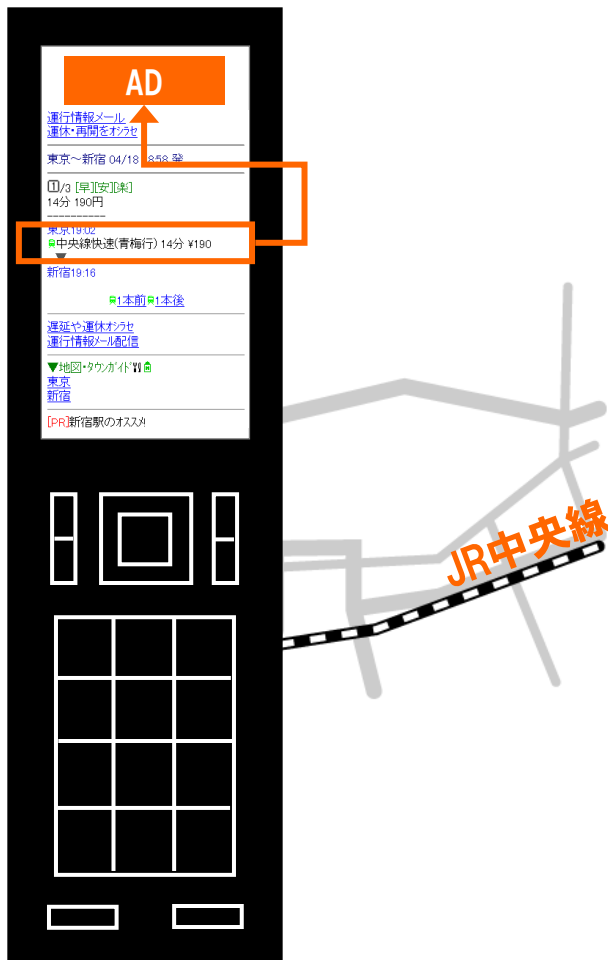 AD
運行情報メール
運休・再開をオシラセ
東京～新宿 04/18 18:58 発
1/3 [早][安][楽]
14分 190円
----------
東京19:02
中央線快速(青梅行) 14分 ¥190
▼
新宿19:16
1本前 1本後
遅延や運休オシラセ
運行情報メール配信
▼地図・タウンガイド
東京
新宿
[PR]新宿駅のオススメ
JR中央線